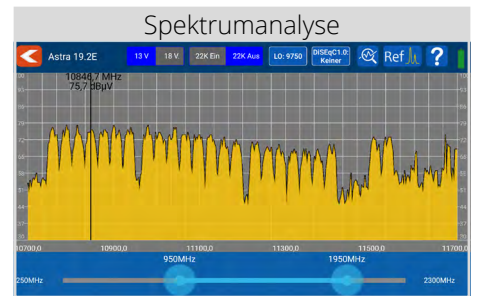 Spektrumanalyse
Astra 19.2E
13 V 18 V 22K Ein 22K Aus LO: 9750 DiSEqC1.0: Keiner Ref ?
10846,7 MHz
75,7 dBµV
10700,0 10900,0 11100,0 11300,0 11500,0 11700,0
950MHz 1950MHz
250MHz 2300MHz